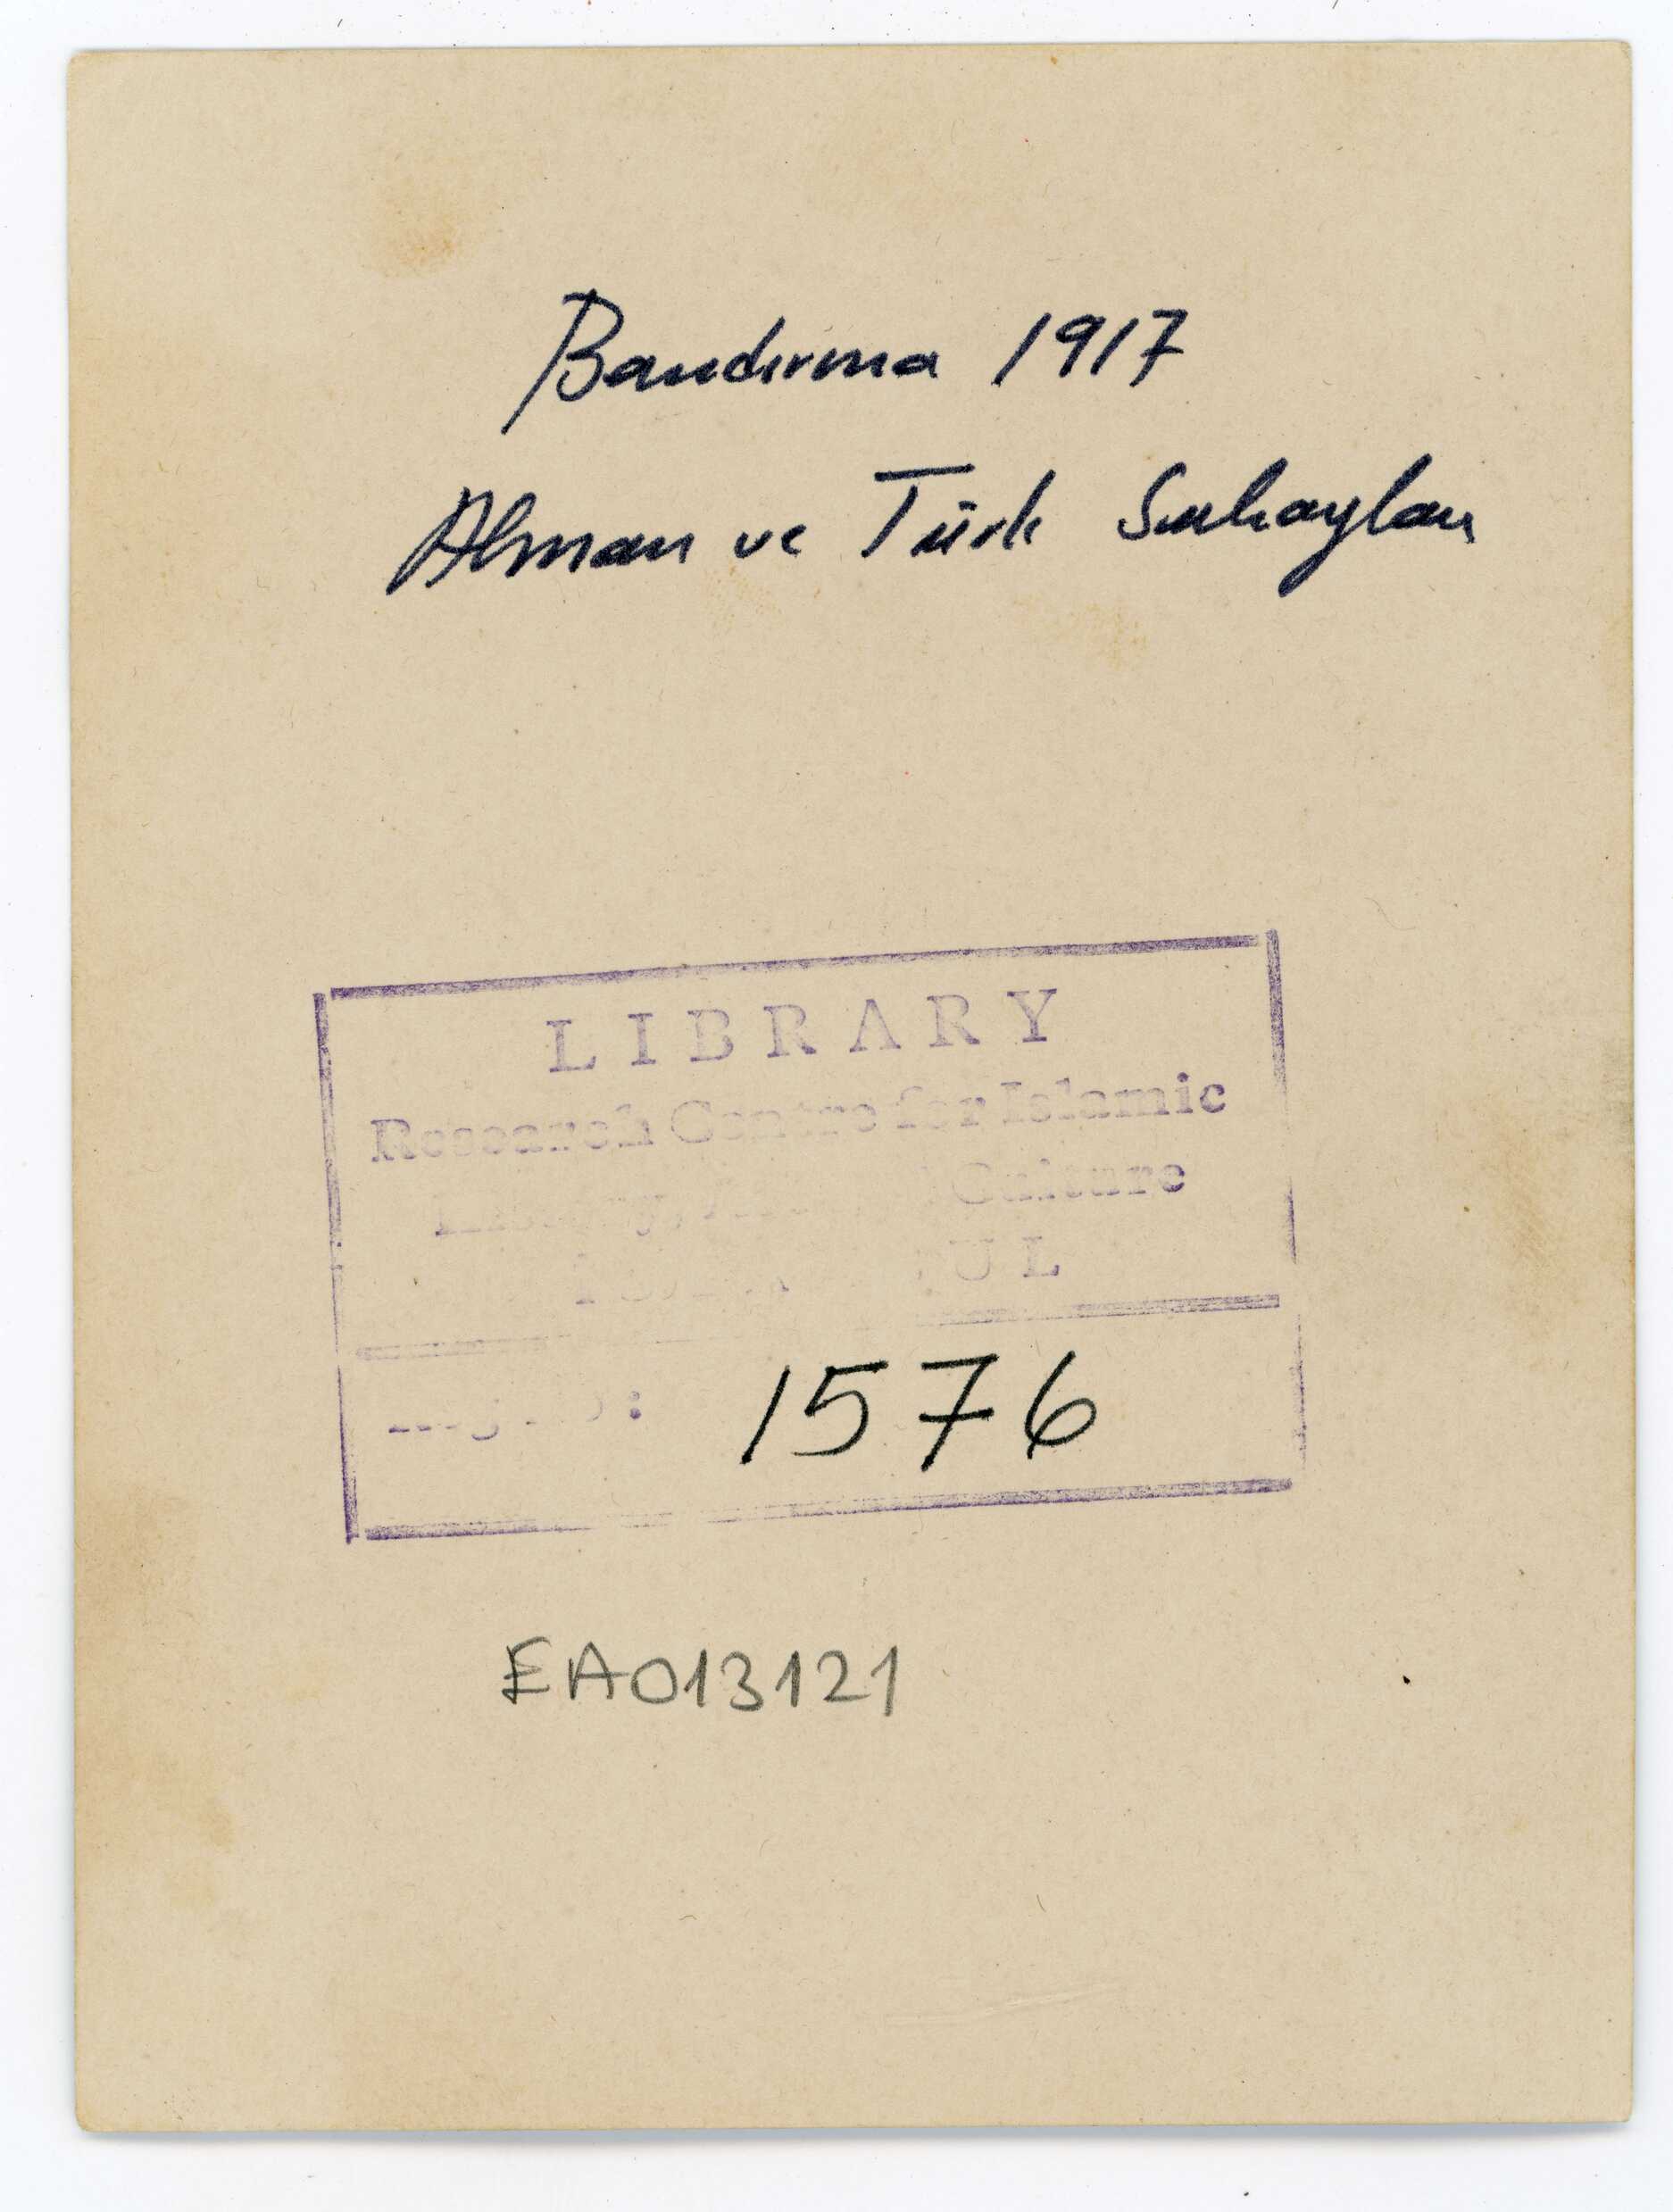 Bandırma 1917
Alman ve Türk Subayları
LIBRARY
Research Centre for Islamic
Culture
UL
: 1576
EA013121